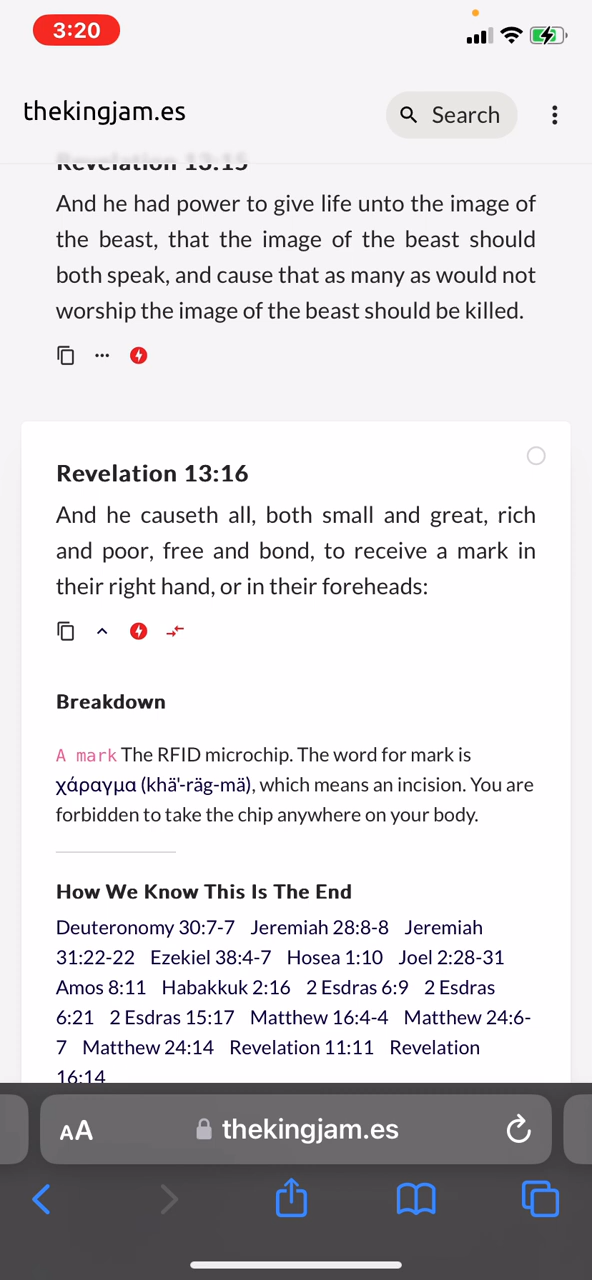 3:20
thekingjam.es
Search
Revelation 13:15
And he had power to give life unto the image of
the beast, that the image of the beast should
both speak, and cause that as many as would not
worship the image of the beast should be killed.
Revelation 13:16
And he causeth all, both small and great, rich
and poor, free and bond, to receive a mark in
their right hand, or in their foreheads:
Breakdown
A mark The RFID microchip. The word for mark is
χάραγμα (khä'-räg-mä), which means an incision. You are
forbidden to take the chip anywhere on your body.
How We Know This Is The End
Deuteronomy 30:7-7 Jeremiah 28:8-8 Jeremiah
31:22-22 Ezekiel 38:4-7 Hosea 1:10 Joel 2:28-31
Amos 8:11 Habakkuk 2:16 2 Esdras 6:9 2 Esdras
6:21 2 Esdras 15:17 Matthew 16:4-4 Matthew 24:6-
7 Matthew 24:14 Revelation 11:11 Revelation
16:14
AA thekingjam.es